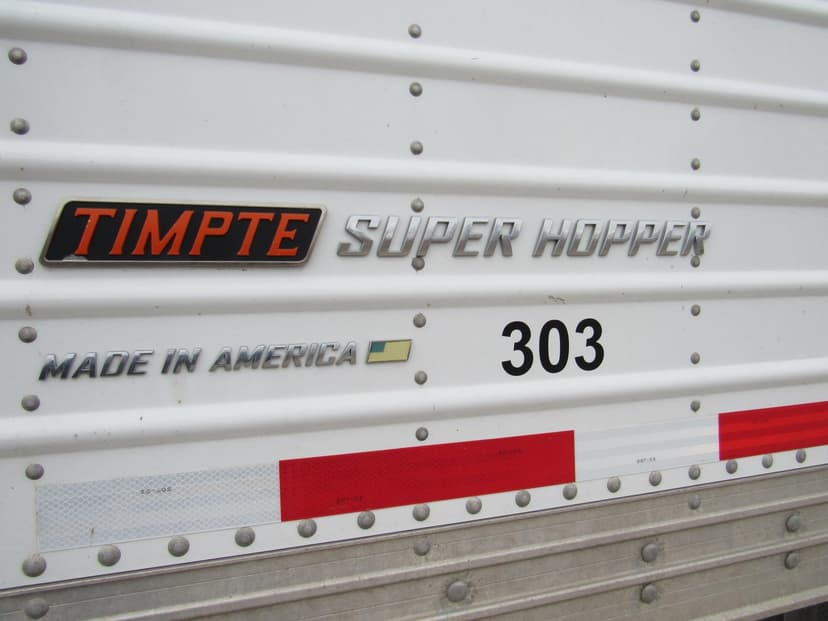 TIMPTE SUPER HOPPER
MADE IN AMERICA
303